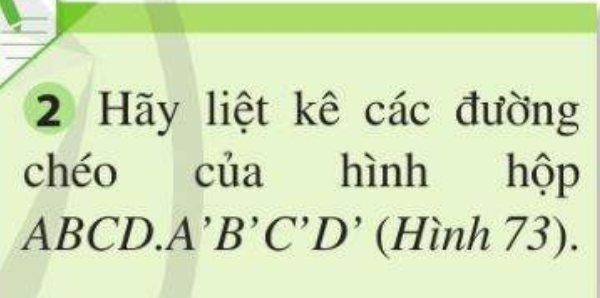 2 Hãy liệt kê các đường
chéo của hình hộp
ABCD.A’B’C’D’ (Hình 73).